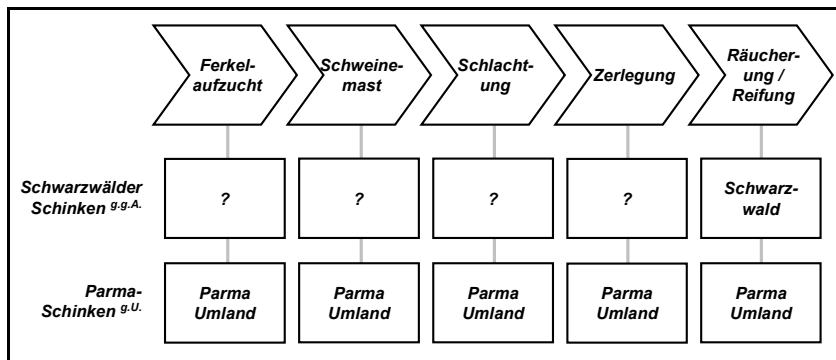 Ferkel-
aufzucht
Schweine-
mast
Schlacht-
ung
Zerlegung
Räucher-
ung /
Reifung
Schwarzwälder
Schinken g.g.A.
?
?
?
?
Schwarz-
wald
Parma-
Schinken g.U.
Parma
Umland
Parma
Umland
Parma
Umland
Parma
Umland
Parma
Umland